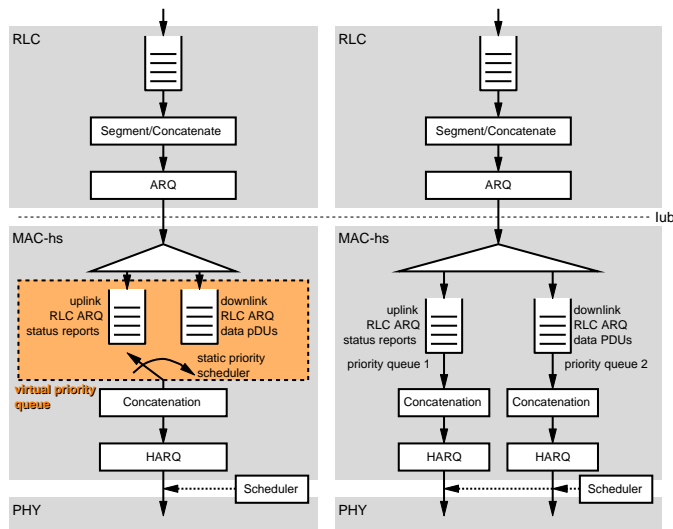 RLC
Segment/Concatenate
ARQ
MAC-hs
uplink
RLC ARQ
status reports
downlink
RLC ARQ
data pDUs
static priority
scheduler
virtual priority
queue
Concatenation
HARQ
Scheduler
PHY
RLC
Segment/Concatenate
ARQ
Iub
MAC-hs
uplink
RLC ARQ
status reports
priority queue 1
downlink
RLC ARQ
data PDUs
priority queue 2
Concatenation
Concatenation
HARQ
HARQ
Scheduler
PHY